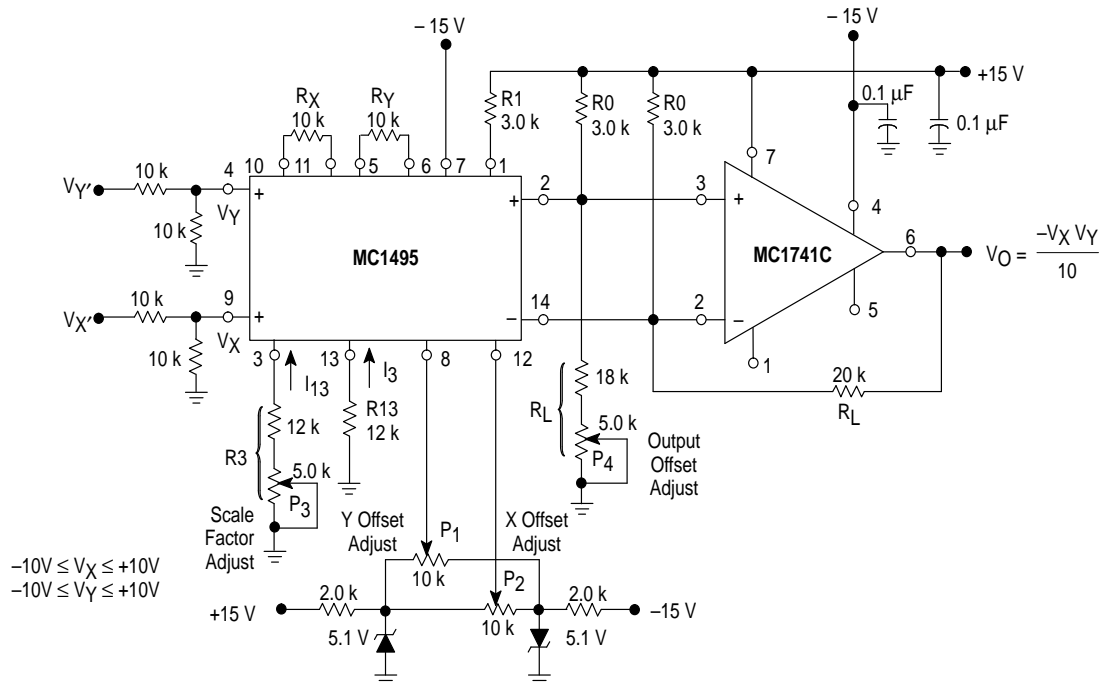 – 15 V
– 15 V
+15 V
0.1 µF
0.1 µF
R1
3.0 k
R0
3.0 k
R0
3.0 k
RX
10 k
RY
10 k
10 11 5 6 7 1
VY′
10 k
4
+
VY
10 k
MC1495
+
2
3
+
7
4
MC1741C
6
VO = –VX VY
10
5
VX′
10 k
9
+
VX
10 k
–
14
2
–
1
3
I13
13
I3
8
12
20 k
RL
R3
12 k
5.0 k
P3
R13
12 k
RL
18 k
5.0 k
P4
Output
Offset
Adjust
Scale
Factor
Adjust
Y Offset
Adjust
P1
10 k
X Offset
Adjust
P2
10 k
–10V ≤ VX ≤ +10V
–10V ≤ VY ≤ +10V
+15 V
2.0 k
5.1 V
2.0 k
5.1 V
–15 V